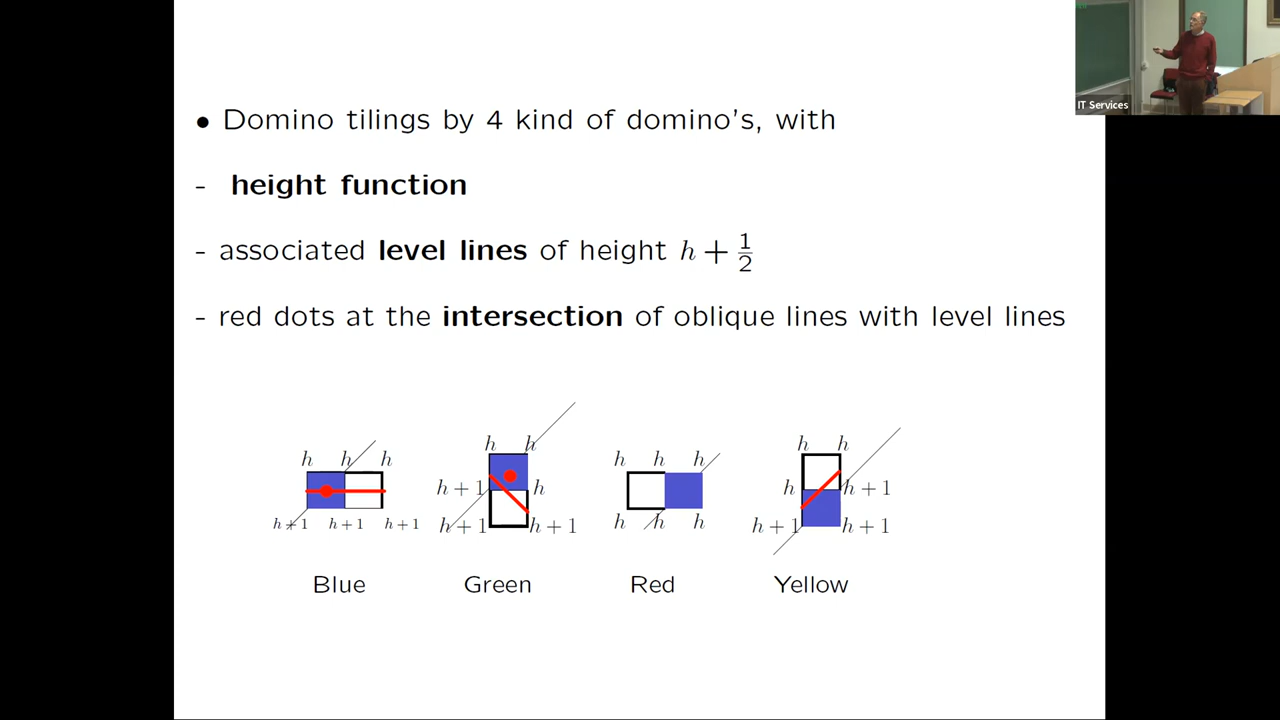 IT Services
• Domino tilings by 4 kind of domino's, with
- height function
- associated level lines of height h + 1/2
- red dots at the intersection of oblique lines with level lines
h h h
h+1 h+1 h+1
h h
h+1 h
h+1 h+1
h h h
h h h
h h
h h+1
h+1 h+1
Blue Green Red Yellow